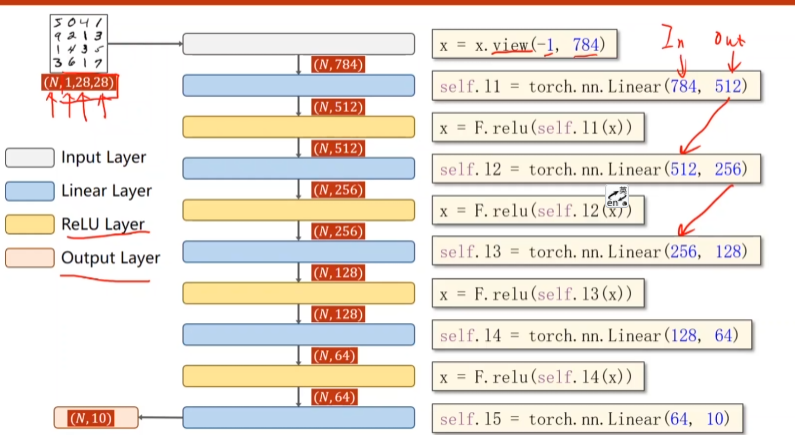 5 0 4 1
9 2 1 3
1 4 3 5
3 6 1 7
(N,1,28,28)
x = x.view(-1, 784)
In out
(N,784)
self.l1 = torch.nn.Linear(784, 512)
(N,512)
x = F.relu(self.l1(x))
(N,512)
Input Layer
self.l2 = torch.nn.Linear(512, 256)
(N,256)
Linear Layer
英
en
x = F.relu(self.l2(x))
ReLU Layer
(N,256)
Output Layer
self.l3 = torch.nn.Linear(256, 128)
(N,128)
x = F.relu(self.l3(x))
(N,128)
self.l4 = torch.nn.Linear(128, 64)
(N,64)
x = F.relu(self.l4(x))
(N,64)
(N,10)
self.l5 = torch.nn.Linear(64, 10)